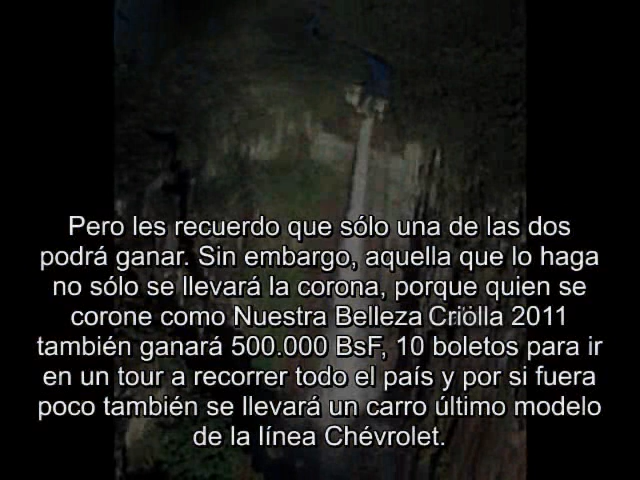 Pero les recuerdo que sólo una de las dos
podrá ganar. Sin embargo, aquella que lo haga
no sólo se llevará la corona, porque quien se
corone como Nuestra Belleza Criölla 2011
también ganará 500.000 BsF, 10 boletos para ir
en un tour a recorrer todo el país y por si fuera
poco también se llevará un carro último modelo
de la línea Chévrolet.